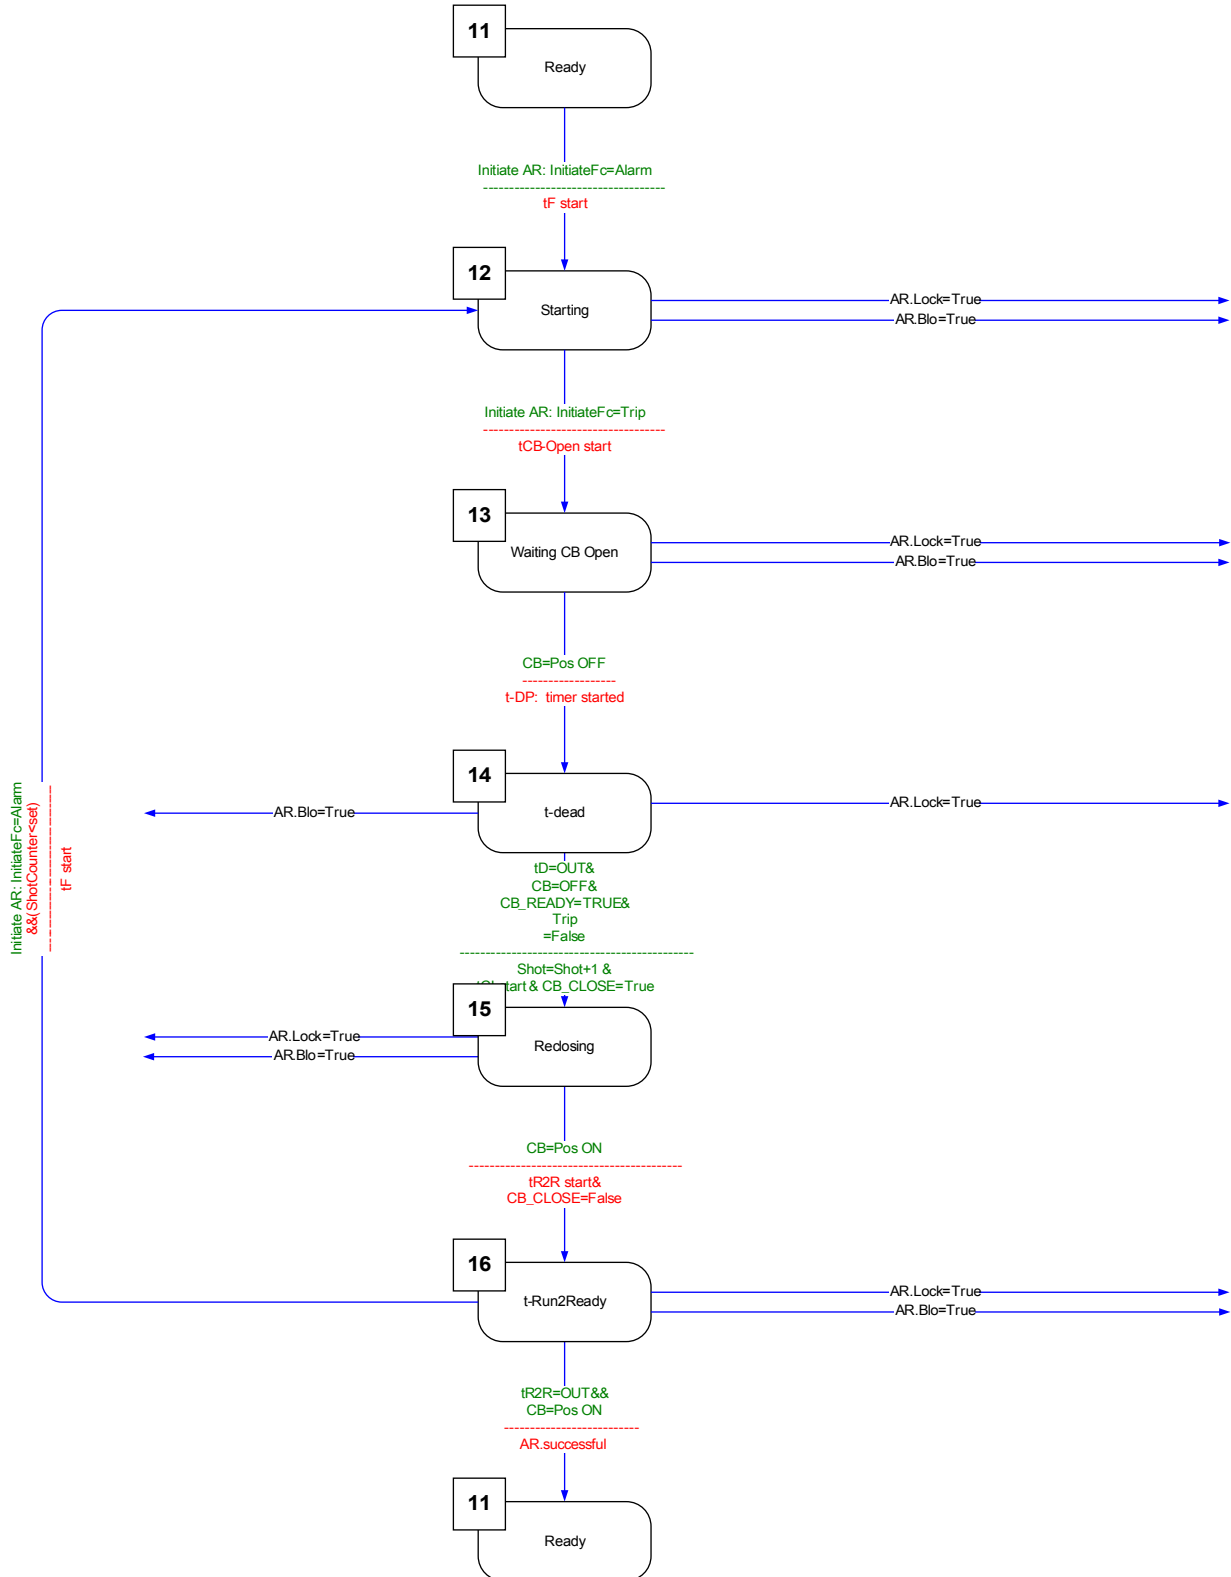 11
Ready
Initiate AR: InitiateFc=Alarm
tF start
12
Starting
AR.Lock=True
AR.Blo=True
Initiate AR: InitiateFc=Trip
tCB-Open start
13
Waiting CB Open
AR.Lock=True
AR.Blo=True
CB=Pos OFF
t-DP: timer started
14
t-dead
AR.Blo=True
AR.Lock=True
tD=OUT&
CB=OFF&
CB_READY=TRUE&
Trip
=False
Shot=Shot+1 &
start & CB_CLOSE=True
Initiate AR: InitiateFc=Alarm
&&(ShotCounter<set)
tF start
15
Reclosing
AR.Lock=True
AR.Blo=True
CB=Pos ON
tR2R start&
CB_CLOSE=False
16
t-Run2Ready
AR.Lock=True
AR.Blo=True
tR2R=OUT&&
CB=Pos ON
AR.successful
11
Ready